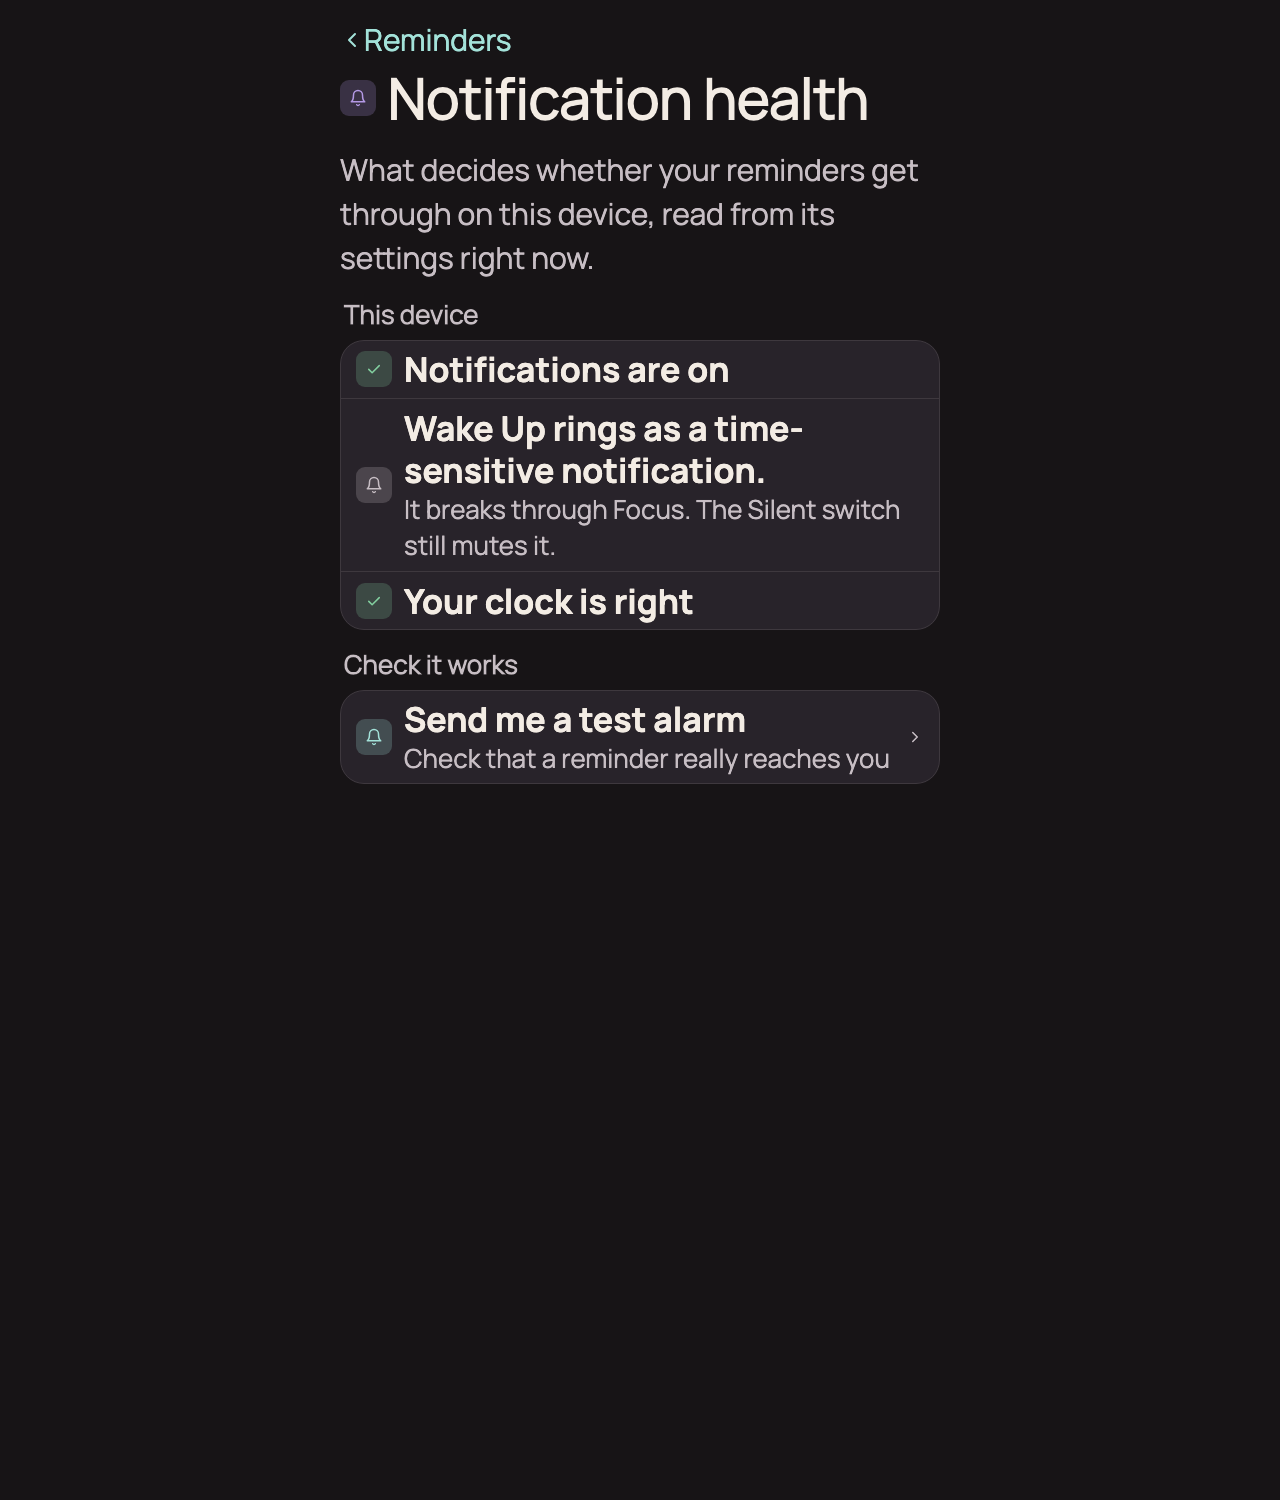 Reminders
Notification health
What decides whether your reminders get
through on this device, read from its
settings right now.
This device
Notifications are on
Wake Up rings as a time-
sensitive notification.
It breaks through Focus. The Silent switch
still mutes it.
Your clock is right
Check it works
Send me a test alarm
Check that a reminder really reaches you